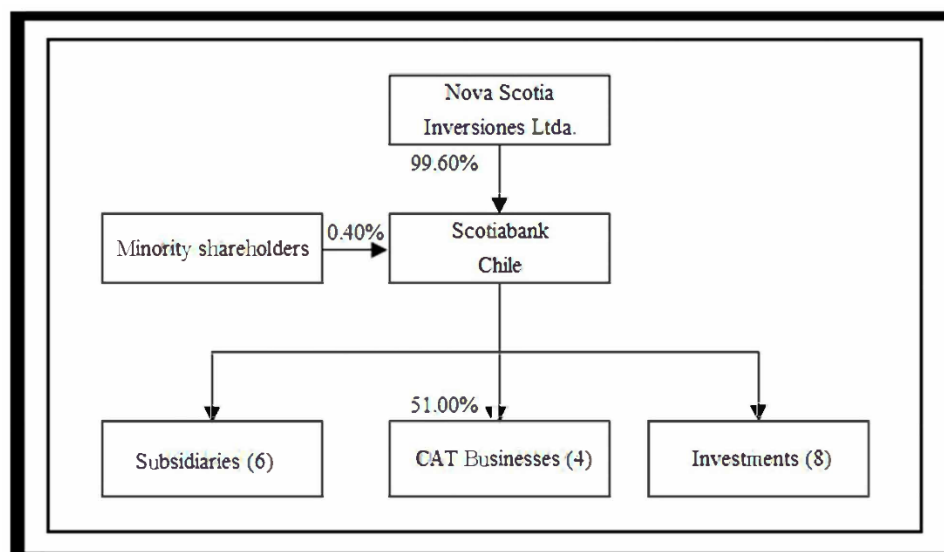 Nova Scotia
Inversiones Ltda.
99.60%
Minority shareholders
0.40%
Scotiabank
Chile
51.00%
Subsidiaries (6)
CAT Businesses (4)
Investments (8)